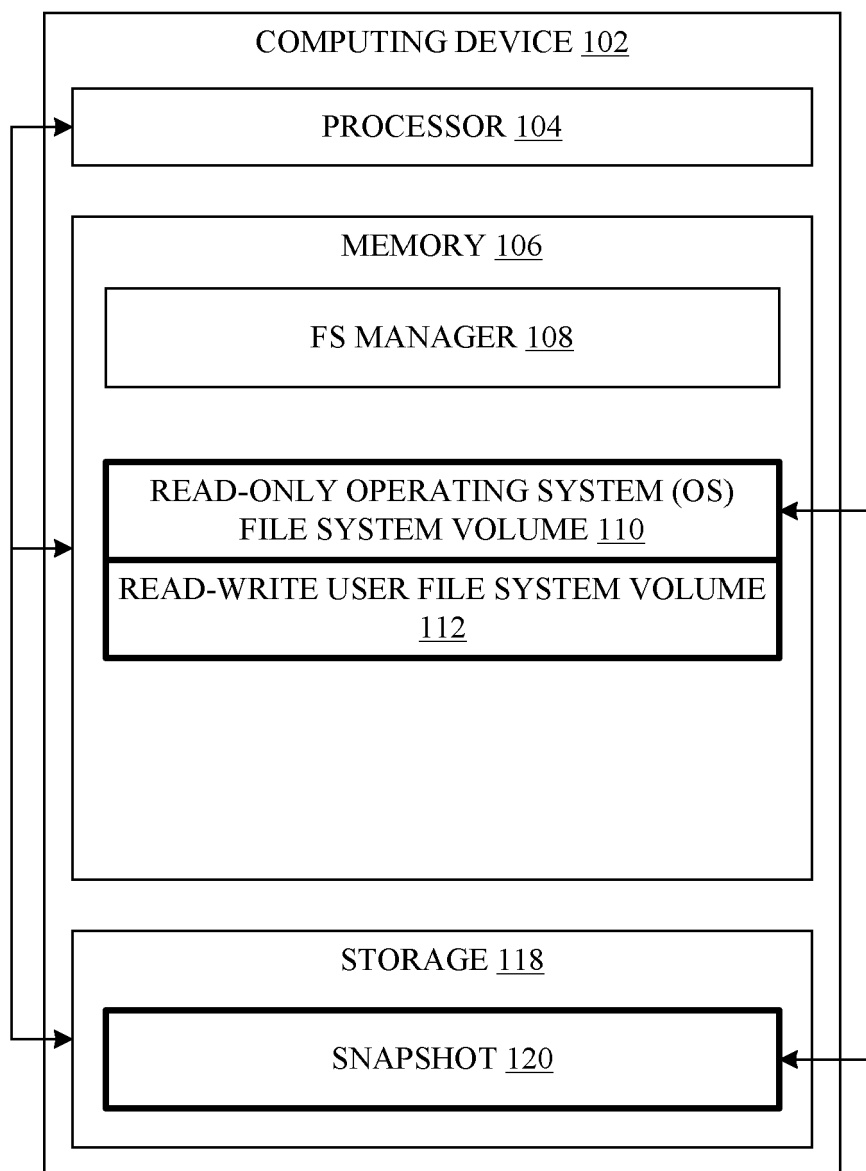 COMPUTING DEVICE 102
PROCESSOR 104
MEMORY 106
FS MANAGER 108
READ-ONLY OPERATING SYSTEM (OS)
FILE SYSTEM VOLUME 110
READ-WRITE USER FILE SYSTEM VOLUME
112
STORAGE 118
SNAPSHOT 120